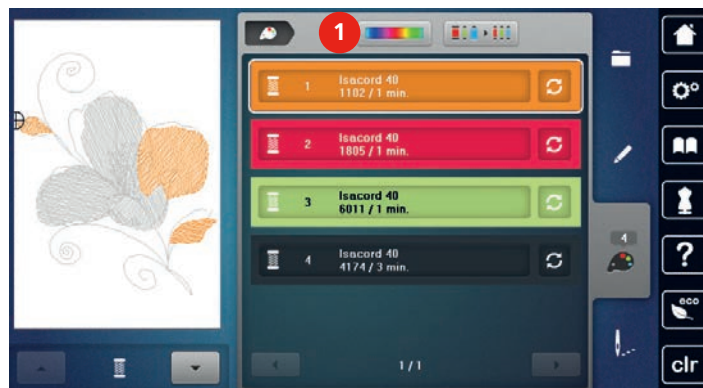 1
1
Isacord 40
1102 / 1 min.
2
Isacord 40
1805 / 1 min.
3
Isacord 40
6011 / 1 min.
4
Isacord 40
4174 / 3 min.
1 / 1
4
?
eco
clr